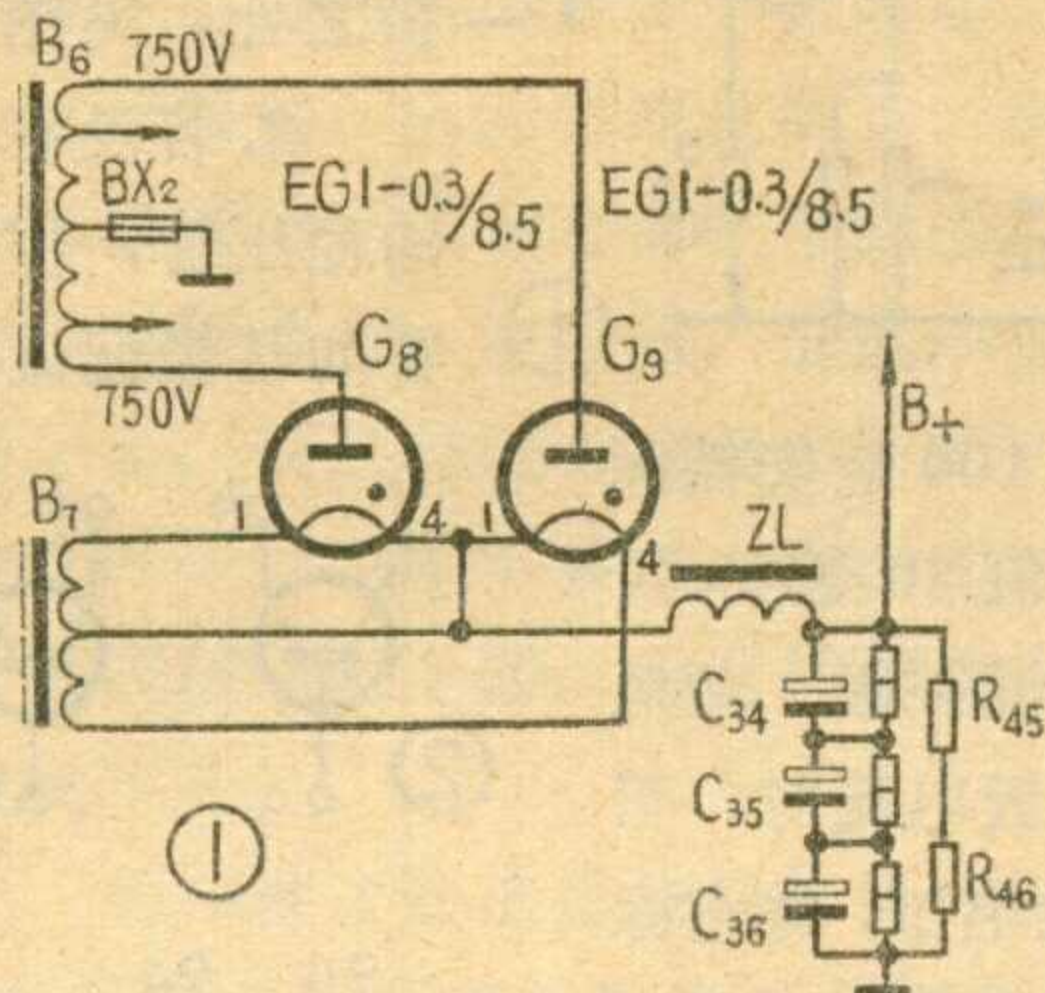 B₆ 750V
BX₂
EG1-0.3/8.5 EG1-0.3/8.5
750V
G₈ G₉
B+
B₇
1 4 1 4
ZL
C₃₄
R₄₅
C₃₅
C₃₆
R₄₆
①